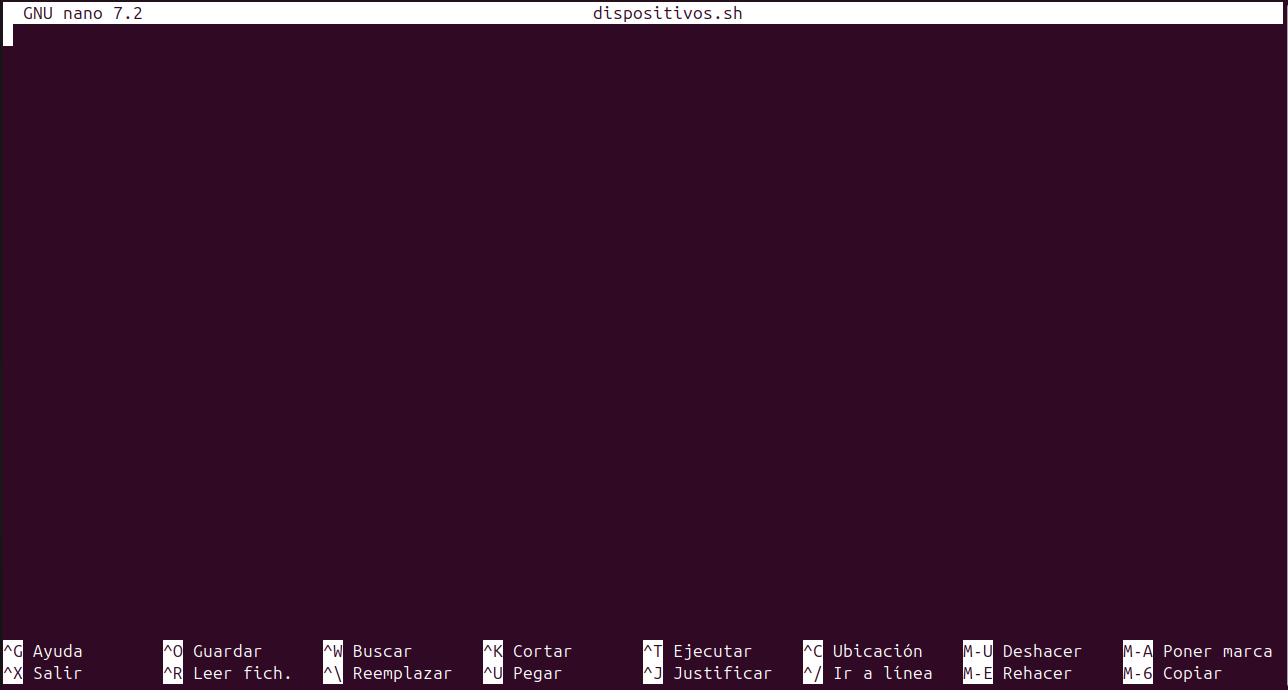 GNU nano 7.2 dispositivos.sh
^G Ayuda ^O Guardar ^W Buscar ^K Cortar ^T Ejecutar ^C Ubicación M-U Deshacer M-A Poner marca
^X Salir ^R Leer fich. ^\ Reemplazar ^U Pegar ^J Justificar ^/ Ir a línea M-E Rehacer M-6 Copiar